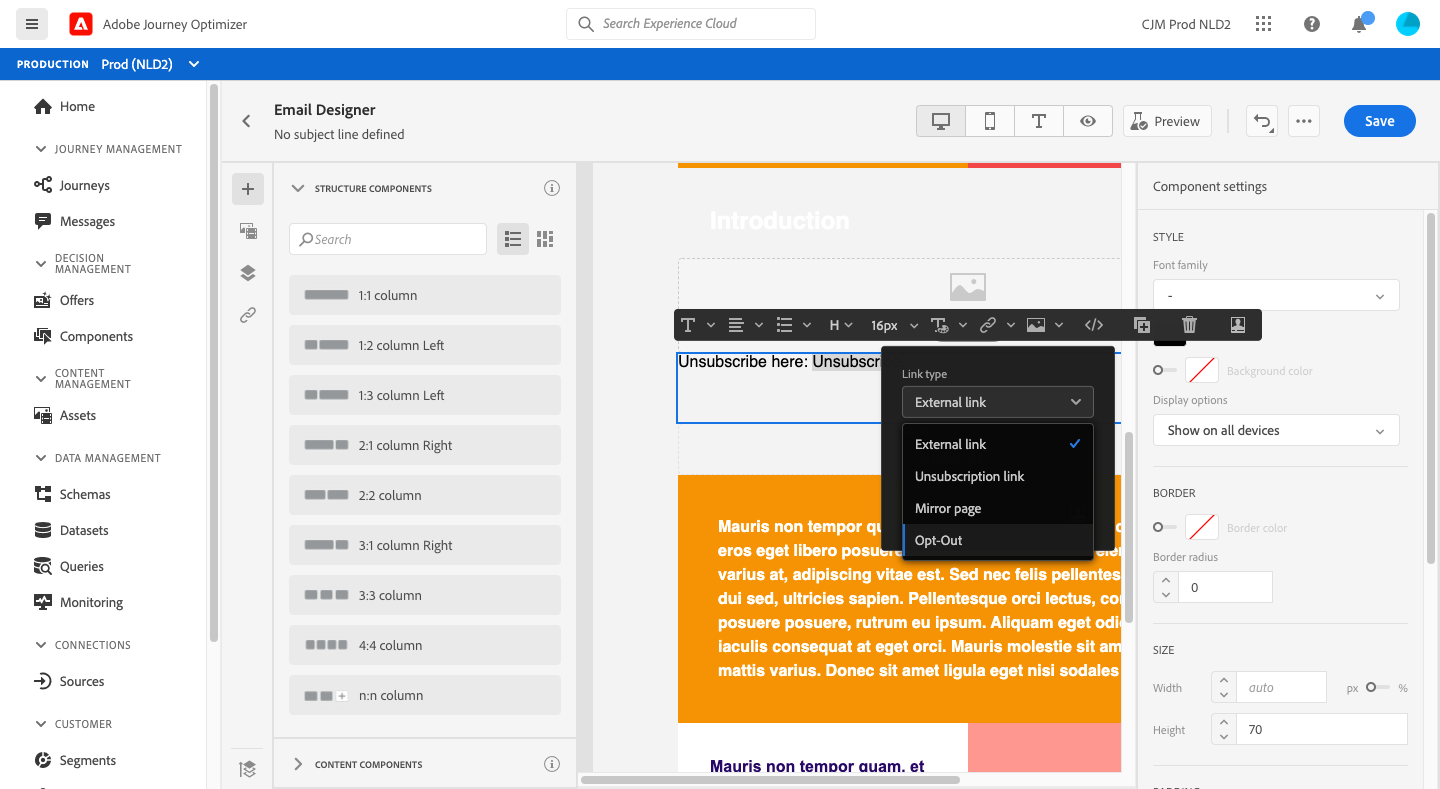 Adobe Journey Optimizer
Search Experience Cloud
CJM Prod NLD2
PRODUCTION Prod (NLD2)
Home
JOURNEY MANAGEMENT
Journeys
Messages
DECISION
MANAGEMENT
Offers
Components
CONTENT
MANAGEMENT
Assets
DATA MANAGEMENT
Schemas
Datasets
Queries
Monitoring
CONNECTIONS
Sources
CUSTOMER
Segments
Email Designer
No subject line defined
Preview
Save
STRUCTURE COMPONENTS
Search
1:1 column
1:2 column Left
1:3 column Left
2:1 column Right
2:2 column
3:1 column Right
3:3 column
4:4 column
n:n column
CONTENT COMPONENTS
Introduction
H
16px
Unsubscribe here: Unsubscr
Link type
External link
External link
Unsubscription link
Mirror page
Opt-Out
Mauris non tempor qu
eros eget libero posuere
varius at, adipiscing vitae est. Sed nec felis pellentes
dui sed, ultricies sapien. Pellentesque orci lectus, co
posuere posuere, rutrum eu ipsum. Aliquam eget odi
iaculis consequat at eget orci. Mauris molestie sit am
mattis varius. Donec sit amet ligula eget nisi sodales
Mauris non tempor quam, et
Component settings
STYLE
Font family
-
Background color
Display options
Show on all devices
BORDER
Border color
Border radius
0
SIZE
Width
auto
px
%
Height
70